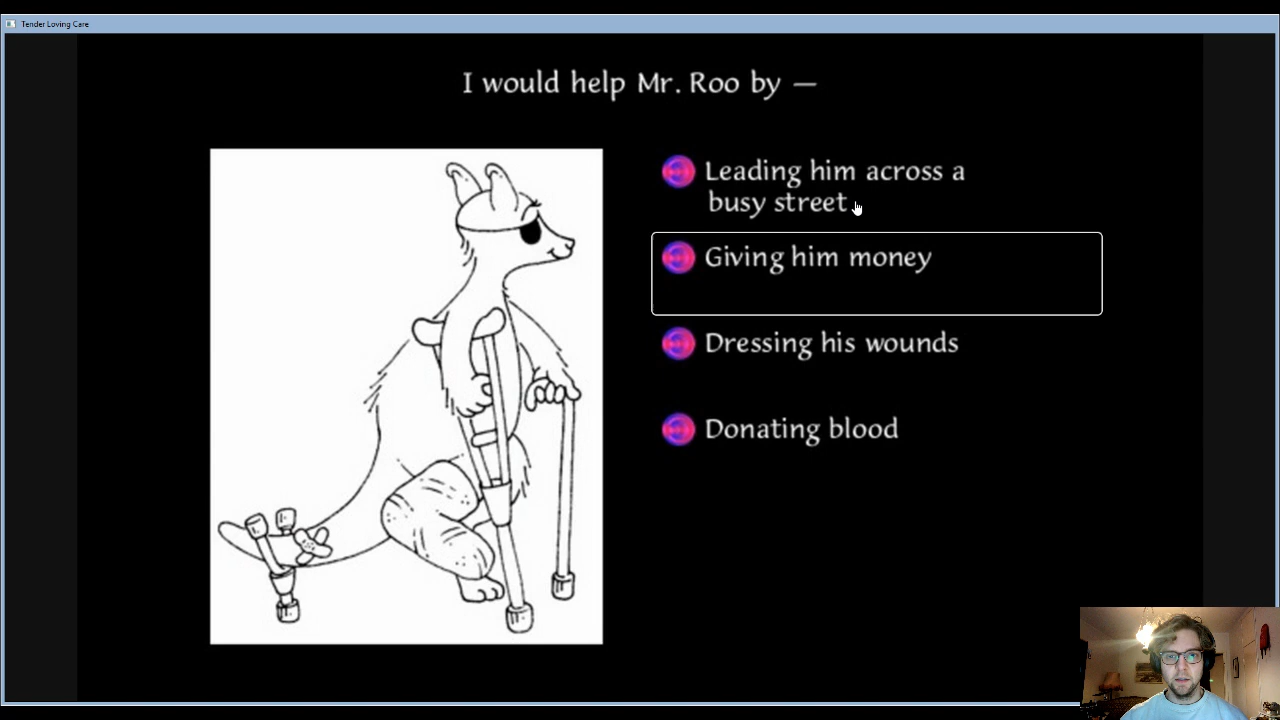 Tender Loving Care
I would help Mr. Roo by —
Leading him across a
busy street
Giving him money
Dressing his wounds
Donating blood